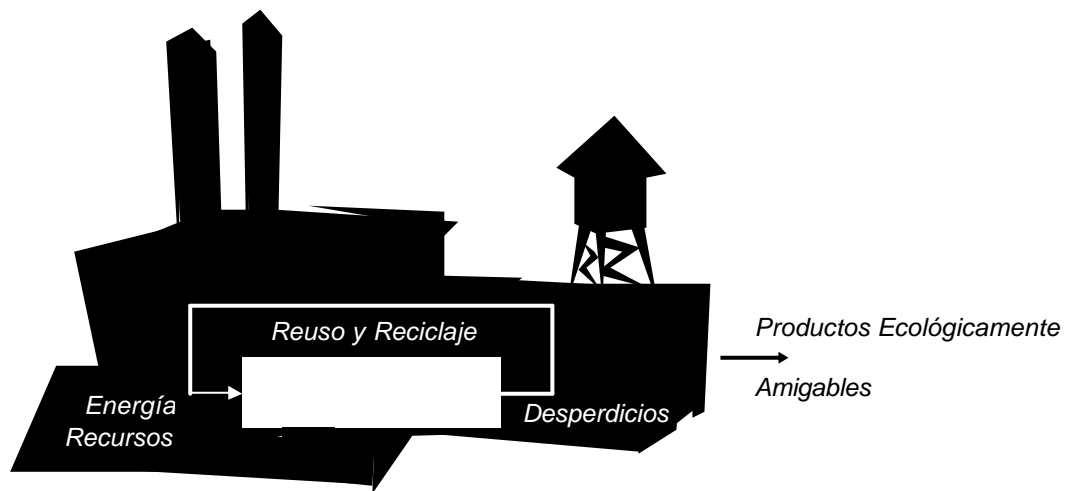 Reuso y Reciclaje
Productos Ecológicamente
Amigables
Energía
Recursos
Desperdicios